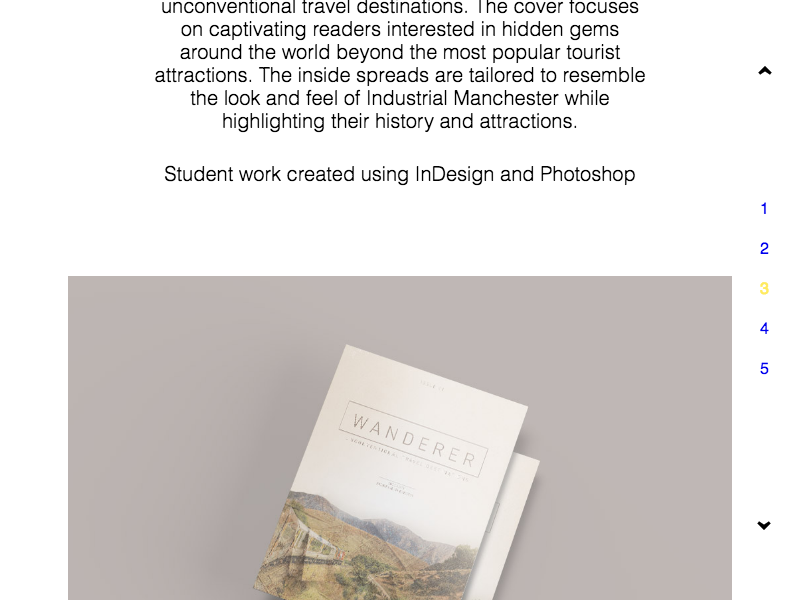 unconventional travel destinations. The cover focuses
on captivating readers interested in hidden gems
around the world beyond the most popular tourist
attractions. The inside spreads are tailored to resemble
the look and feel of Industrial Manchester while
highlighting their history and attractions.
Student work created using InDesign and Photoshop
1
2
3
4
5
WANDERER